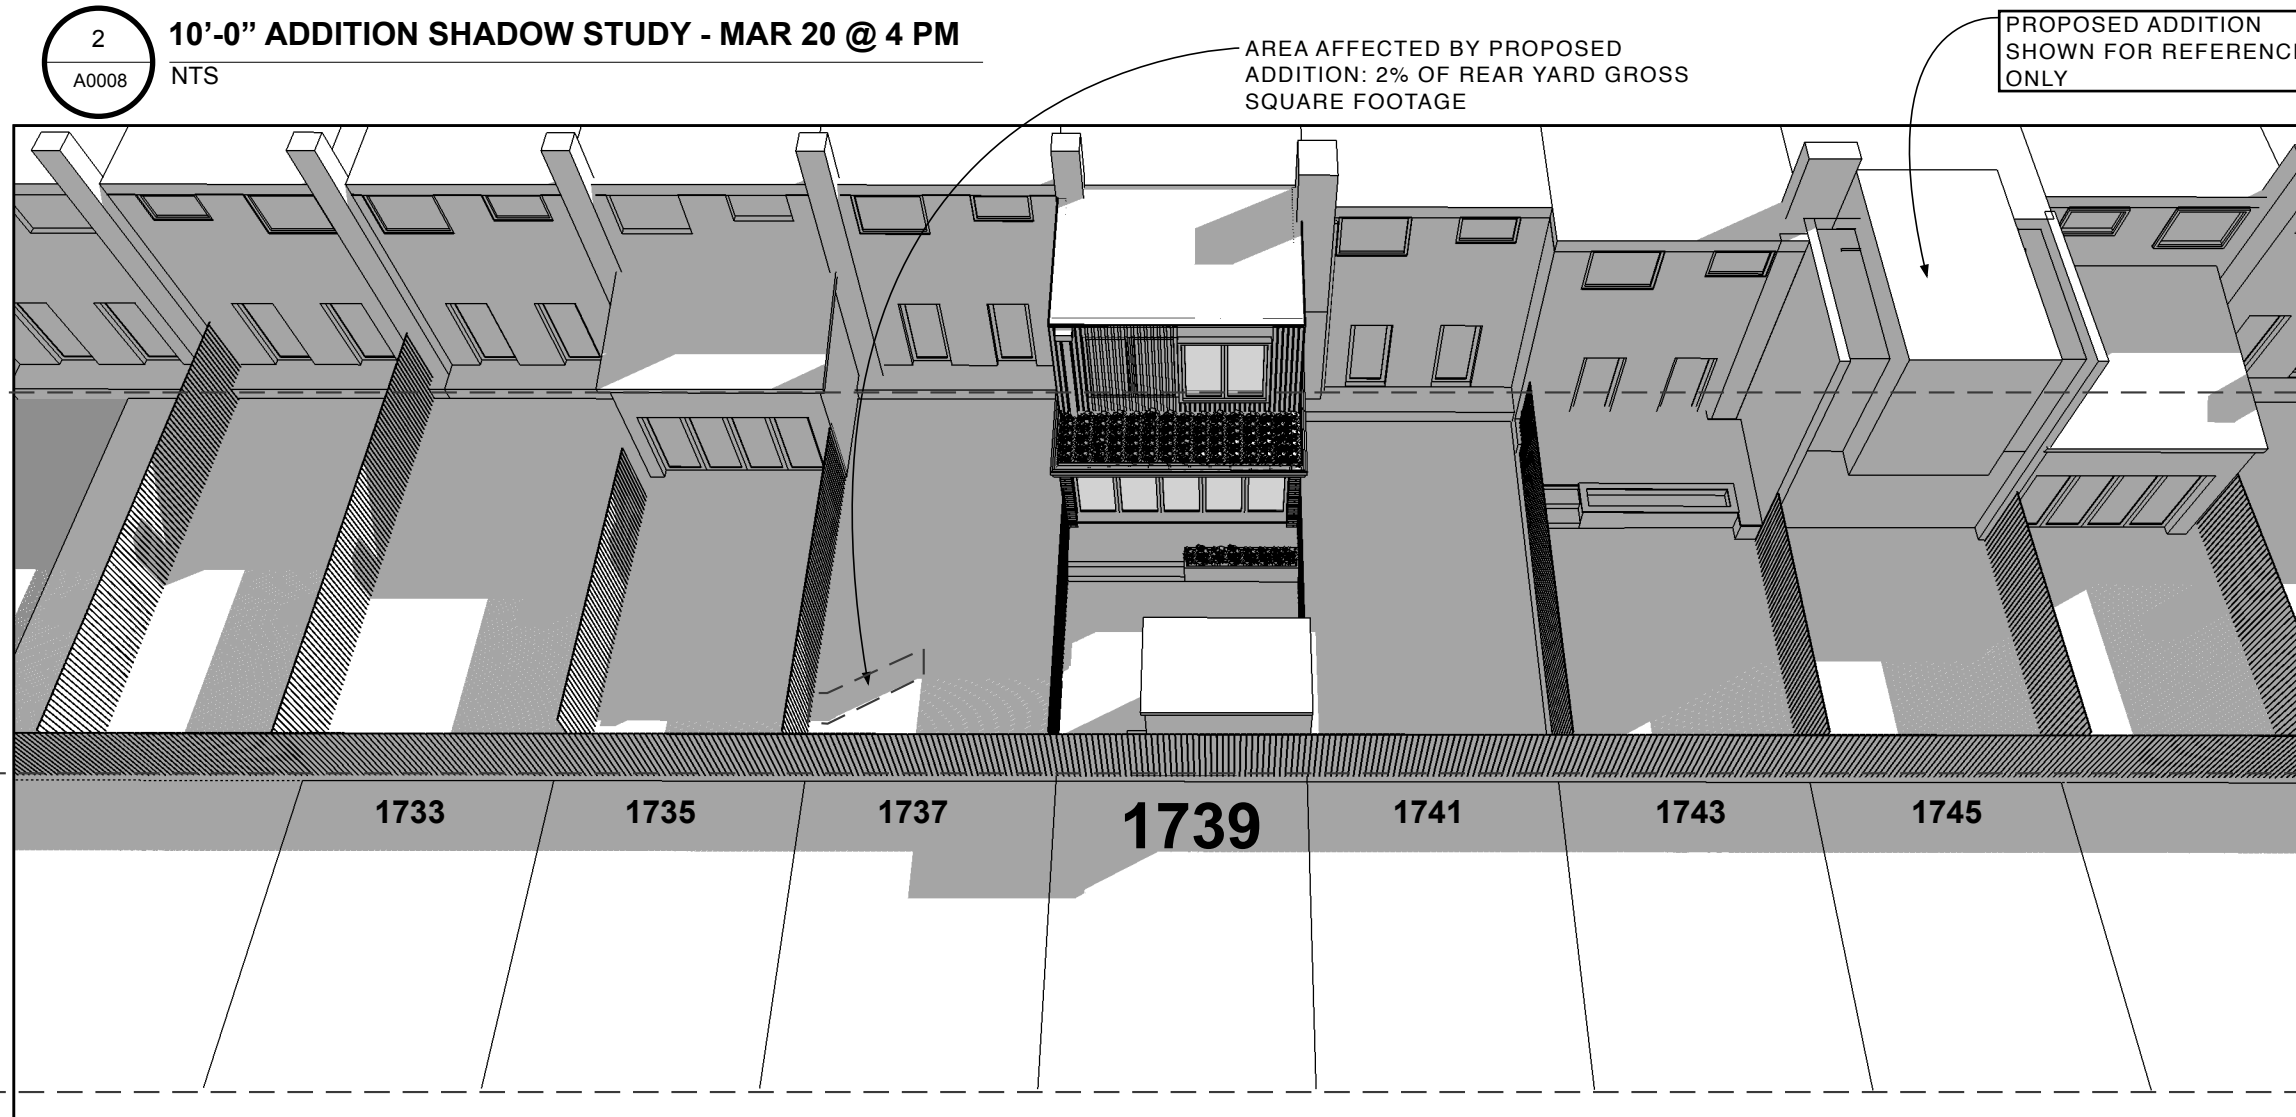 2
A0008
10’-0” ADDITION SHADOW STUDY - MAR 20 @ 4 PM
NTS
AREA AFFECTED BY PROPOSED
ADDITION: 2% OF REAR YARD GROSS
SQUARE FOOTAGE
PROPOSED ADDITION
SHOWN FOR REFERENCE
ONLY
1733
1735
1737
1739
1741
1743
1745